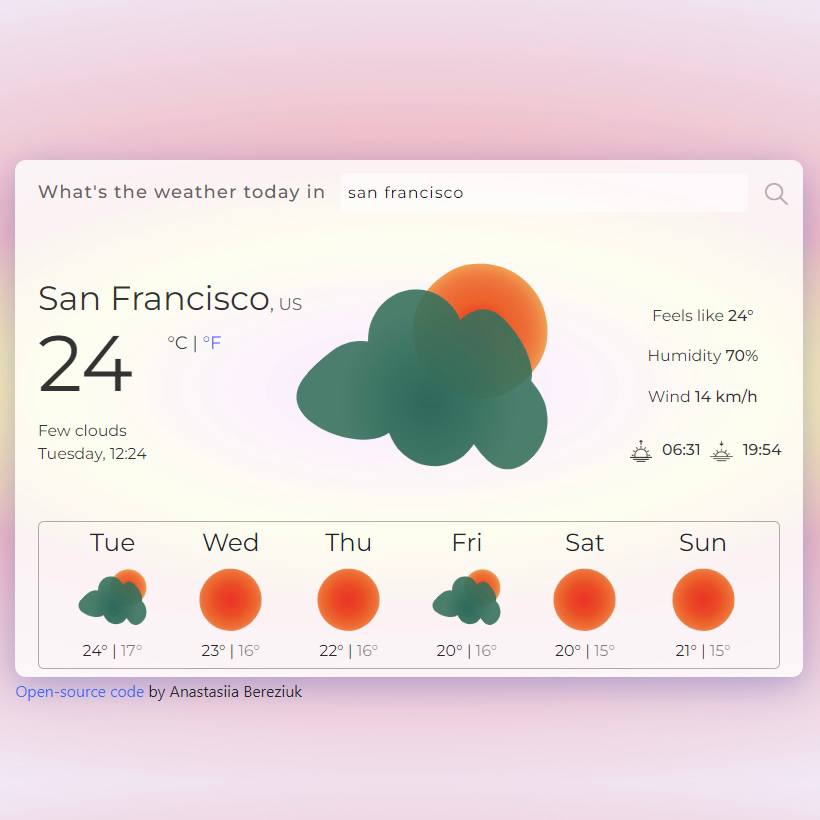 What's the weather today in san francisco
San Francisco, US
24 °C | °F
Few clouds
Tuesday, 12:24
Feels like 24°
Humidity 70%
Wind 14 km/h
06:31 19:54
Tue Wed Thu Fri Sat Sun
24° | 17° 23° | 16° 22° | 16° 20° | 16° 20° | 15° 21° | 15°
Open-source code by Anastasiia Bereziuk